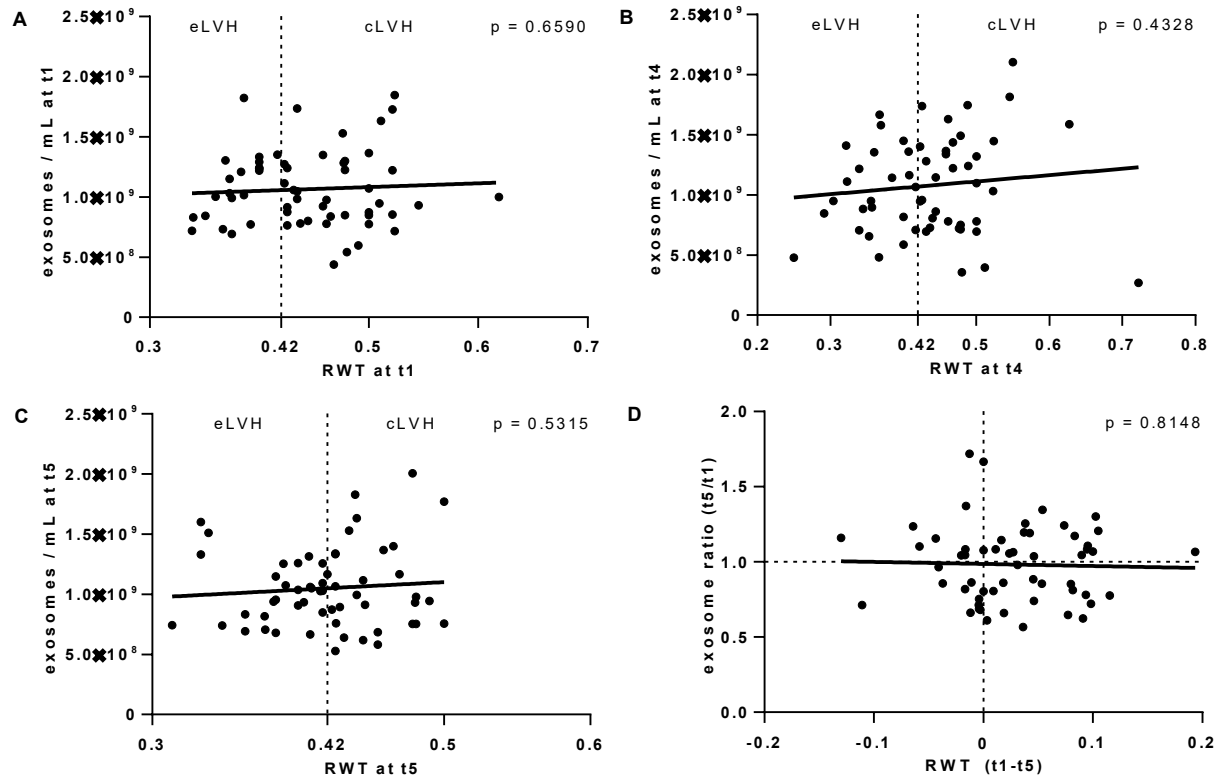 A
eLVH cLVH p = 0.6590
exosomes / mL at t1
2.5✖10⁹
2.0✖10⁹
1.5✖10⁹
1.0✖10⁹
5.0✖10⁸
0
0.3 0.42 0.5 0.6 0.7
RWT at t1
B
eLVH cLVH p = 0.4328
exosomes / mL at t4
2.5✖10⁹
2.0✖10⁹
1.5✖10⁹
1.0✖10⁹
5.0✖10⁸
0
0.2 0.3 0.42 0.5 0.6 0.7 0.8
RWT at t4
C
eLVH cLVH p = 0.5315
exosomes / mL at t5
2.5✖10⁹
2.0✖10⁹
1.5✖10⁹
1.0✖10⁹
5.0✖10⁸
0
0.3 0.42 0.5 0.6
RWT at t5
D
p = 0.8148
exosome ratio (t5/t1)
2.0
1.5
1.0
0.5
0.0
-0.2 -0.1 0 0.1 0.2
RWT (t1-t5)